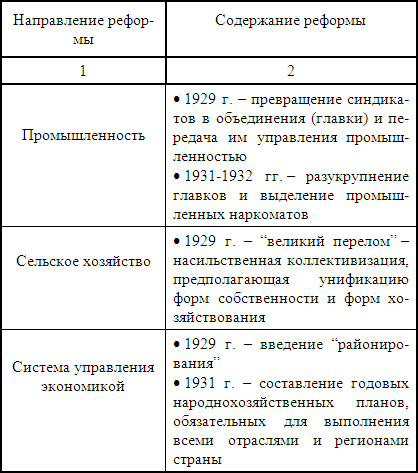 Направление рефор-
мы
Содержание реформы
1
2
Промышленность
• 1929 г. – превращение синдика-
тов в объединения (главки) и пе-
редача им управления промыш-
ленностью
• 1931-1932 гг. – разукрупнение
главков и выделение промыш-
ленных наркоматов
Сельское хозяйство
• 1929 г. – “великий перелом” –
насильственная коллективизация,
предполагающая унификацию
форм собственности и форм хо-
зяйствования
Система управления
экономикой
• 1929 г. – введение “райониро-
вания”
• 1931 г. – составление годовых
народнохозяйственных планов,
обязательных для выполнения
всеми отраслями и регионами
страны